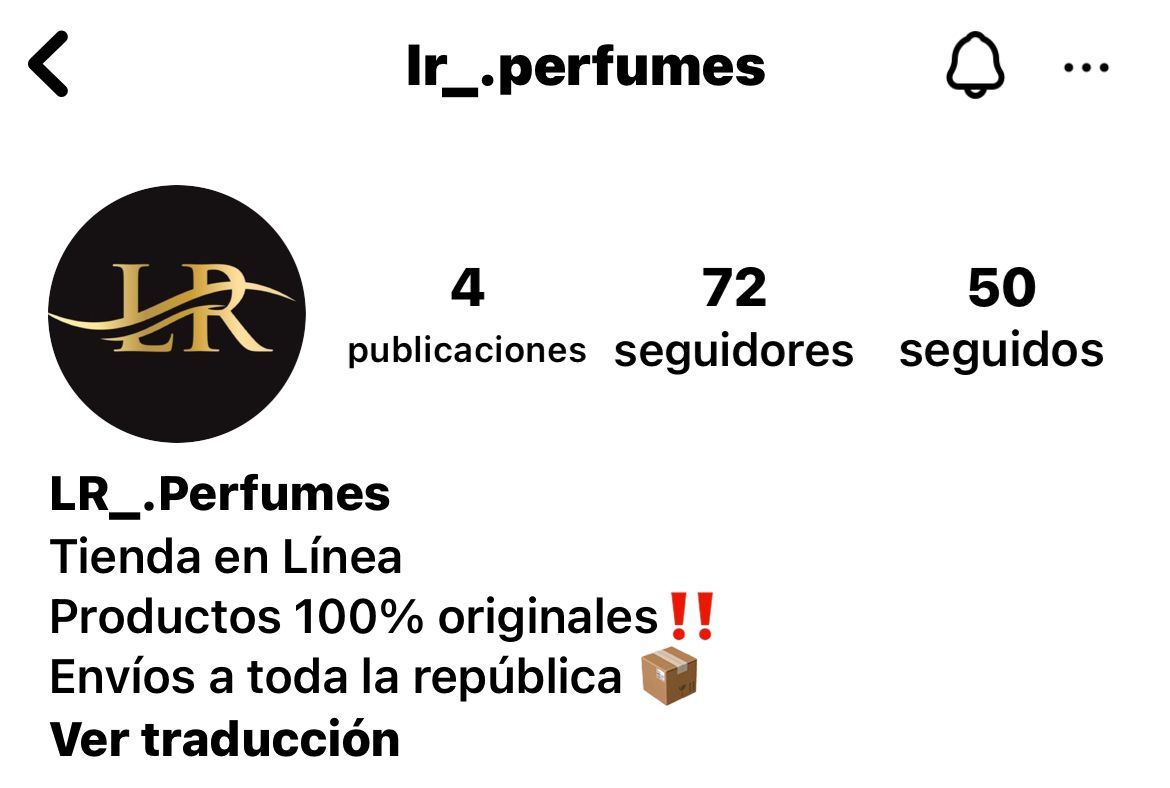 lr_.perfumes
LR
4 72 50
publicaciones seguidores seguidos
LR_.Perfumes
Tienda en Línea
Productos 100% originales‼️
Envíos a toda la república 📦
Ver traducción